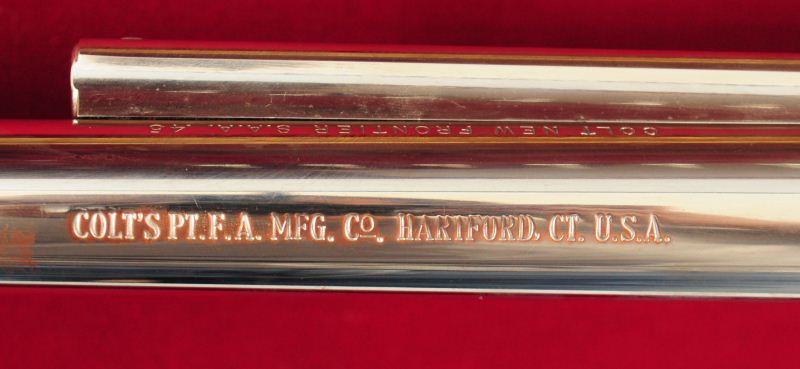 COLT NEW FRONTIER S.A.A. .45
COLT'S PT.F.A. MFG. CO. HARTFORD, CT. U.S.A.